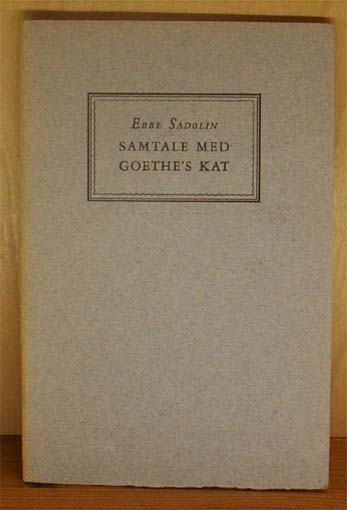 Ebbe Sadolin
SAMTALE MED
GOETHE'S KAT